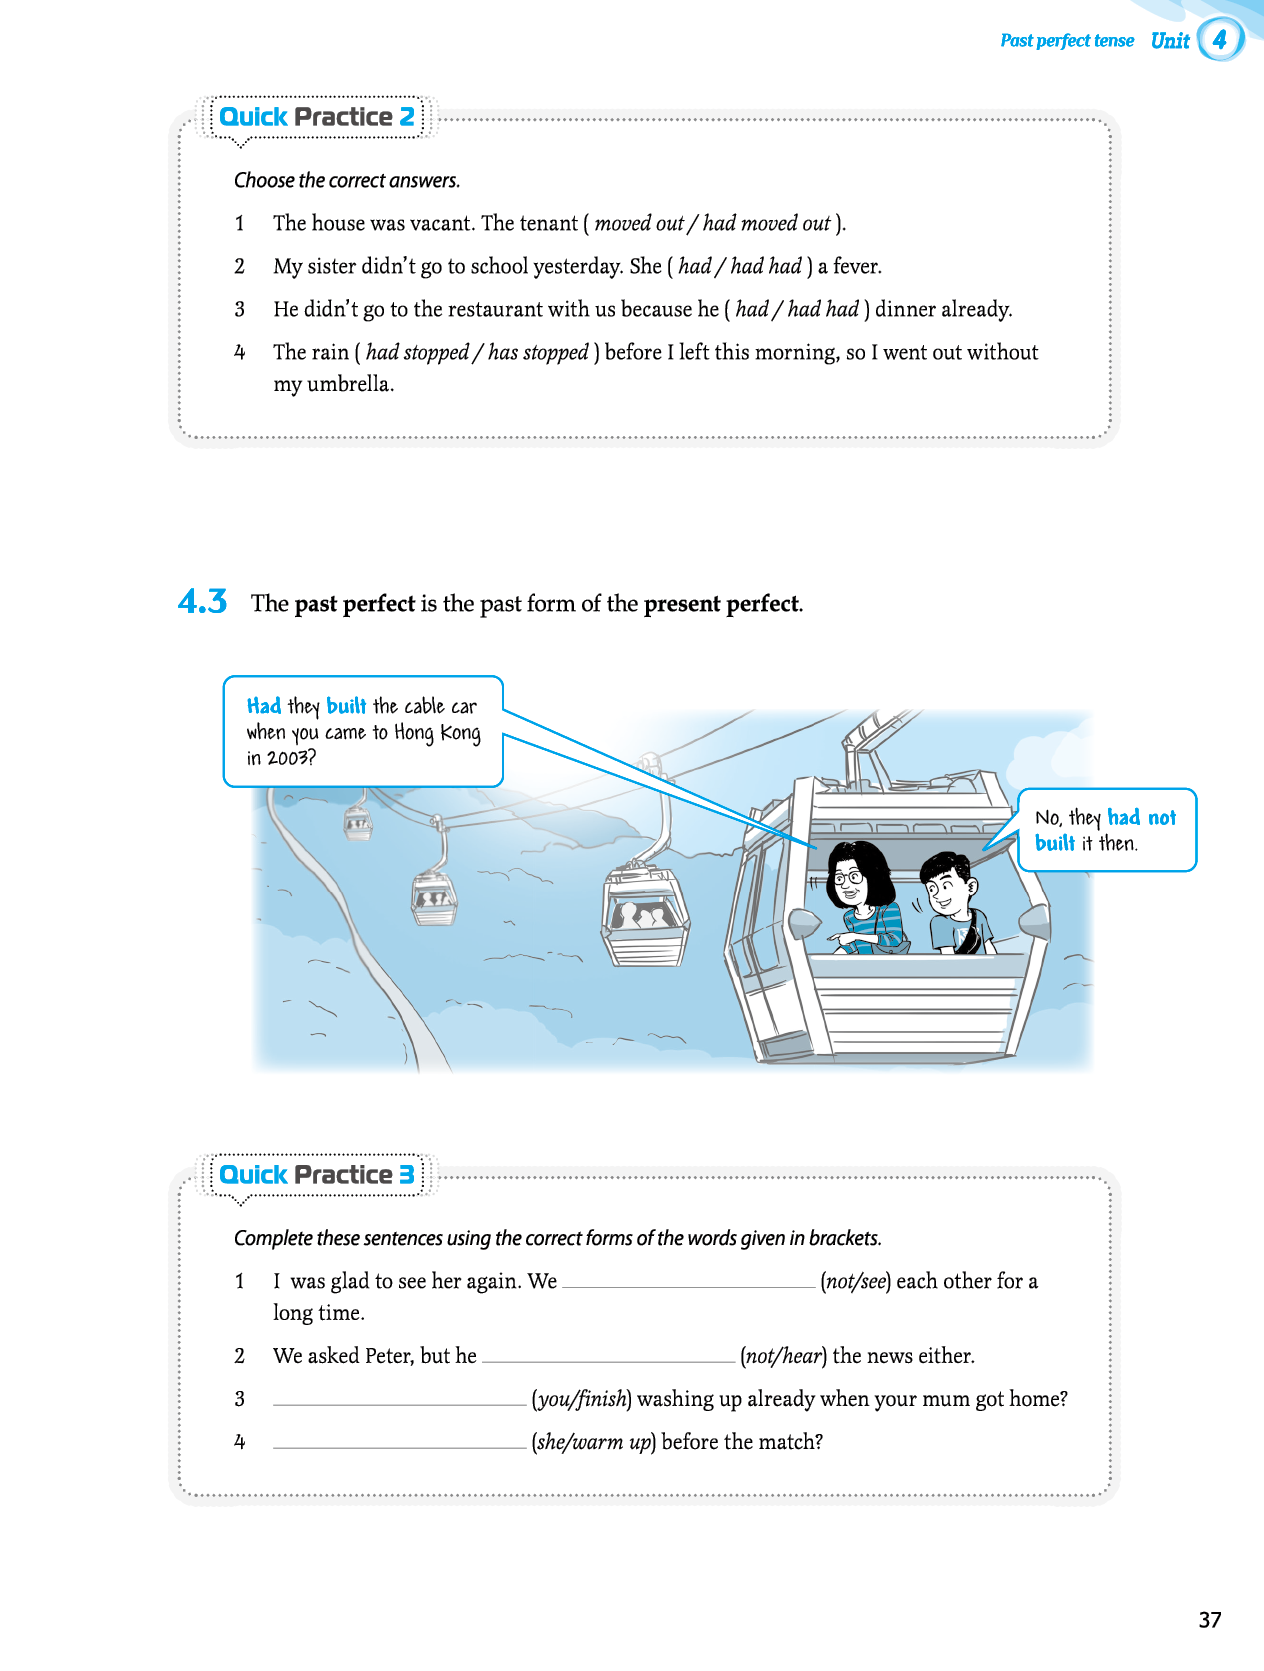 Past perfect tense Unit 4
Quick Practice 2
Choose the correct answers.
1 The house was vacant. The tenant ( moved out / had moved out ).
2 My sister didn't go to school yesterday. She ( had / had had ) a fever.
3 He didn't go to the restaurant with us because he ( had / had had ) dinner already.
4 The rain ( had stopped / has stopped ) before I left this morning, so I went out without
my umbrella.
4.3 The past perfect is the past form of the present perfect.
Had they built the cable car
when you came to Hong Kong
in 2003?
No, they had not
built it then.
Quick Practice 3
Complete these sentences using the correct forms of the words given in brackets.
1 I was glad to see her again. We ____________________ (not/see) each other for a
long time.
2 We asked Peter, but he ____________________ (not/hear) the news either.
3 ____________________ (you/finish) washing up already when your mum got home?
4 ____________________ (she/warm up) before the match?
37